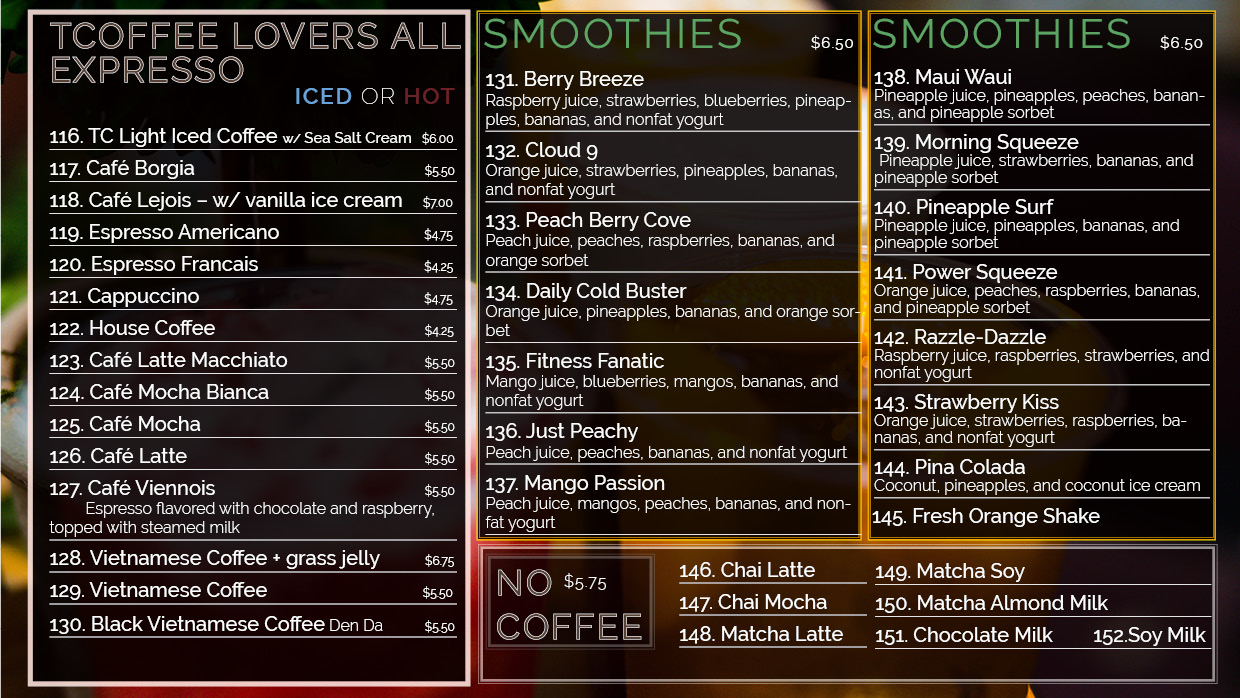 TCOFFEE LOVERS ALL
EXPRESSO
ICED OR HOT
116. TC Light Iced Coffee w/ Sea Salt Cream $6.00
117. Café Borgia $5.50
118. Café Lejois – w/ vanilla ice cream $7.00
119. Espresso Americano $4.75
120. Espresso Francais $4.25
121. Cappuccino $4.75
122. House Coffee $4.25
123. Café Latte Macchiato $5.50
124. Café Mocha Bianca $5.50
125. Café Mocha $5.50
126. Café Latte $5.50
127. Café Viennois $5.50
Espresso flavored with chocolate and raspberry,
topped with steamed milk
128. Vietnamese Coffee + grass jelly $6.75
129. Vietnamese Coffee $5.50
130. Black Vietnamese Coffee Den Da $5.50
SMOOTHIES $6.50
131. Berry Breeze
Raspberry juice, strawberries, blueberries, pineap-
ples, bananas, and nonfat yogurt
132. Cloud 9
Orange juice, strawberries, pineapples, bananas,
and nonfat yogurt
133. Peach Berry Cove
Peach juice, peaches, raspberries, bananas, and
orange sorbet
134. Daily Cold Buster
Orange juice, pineapples, bananas, and orange sor-
bet
135. Fitness Fanatic
Mango juice, blueberries, mangos, bananas, and
nonfat yogurt
136. Just Peachy
Peach juice, peaches, bananas, and nonfat yogurt
137. Mango Passion
Peach juice, mangos, peaches, bananas, and non-
fat yogurt
SMOOTHIES $6.50
138. Maui Waui
Pineapple juice, pineapples, peaches, banan-
as, and pineapple sorbet
139. Morning Squeeze
Pineapple juice, strawberries, bananas, and
pineapple sorbet
140. Pineapple Surf
Pineapple juice, pineapples, bananas, and
pineapple sorbet
141. Power Squeeze
Orange juice, peaches, raspberries, bananas,
and pineapple sorbet
142. Razzle-Dazzle
Raspberry juice, raspberries, strawberries, and
nonfat yogurt
143. Strawberry Kiss
Orange juice, strawberries, raspberries, ba-
nanas, and nonfat yogurt
144. Pina Colada
Coconut, pineapples, and coconut ice cream
145. Fresh Orange Shake
NO $5.75
COFFEE
146. Chai Latte
147. Chai Mocha
148. Matcha Latte
149. Matcha Soy
150. Matcha Almond Milk
151. Chocolate Milk 152.Soy Milk